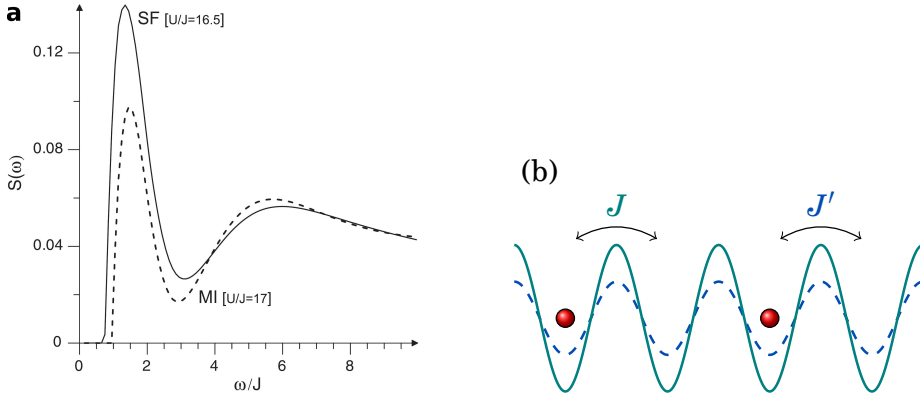 a
SF [U/J=16.5]
0.12
0.08
S(ω)
0.04
MI [U/J=17]
0
0 2 4 6 8
ω/J
(b)
J J′